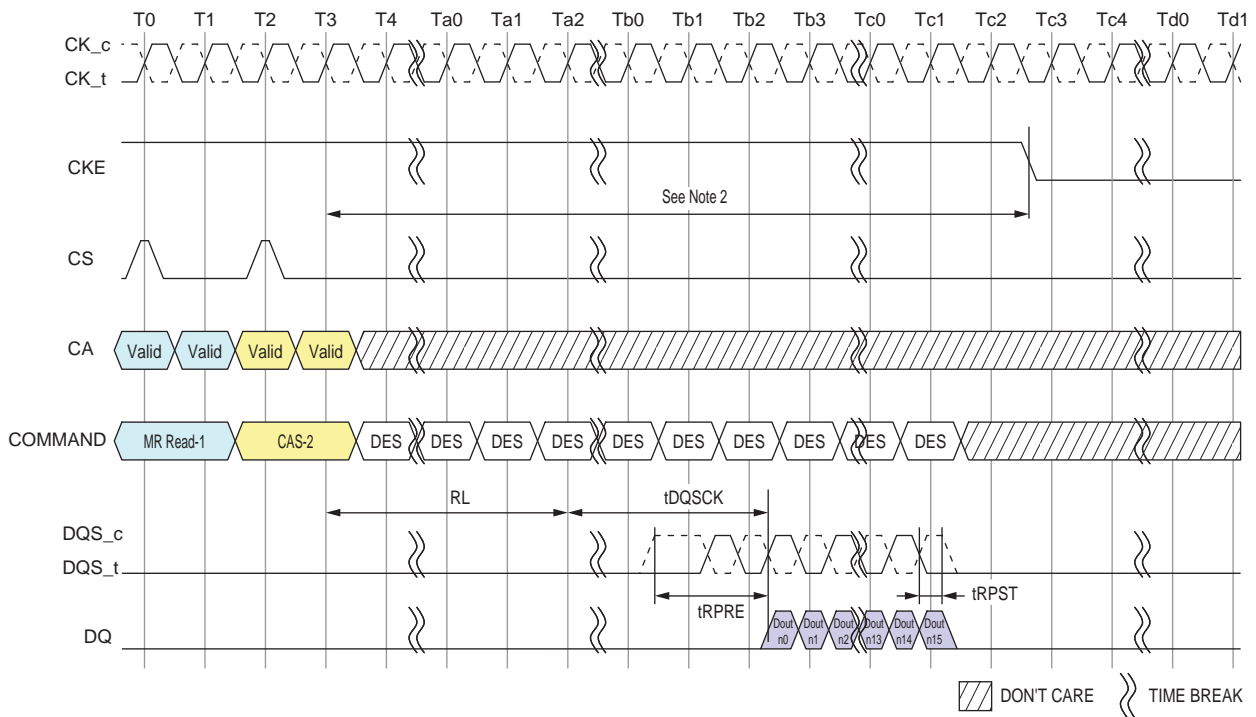 T0 T1 T2 T3 T4 Ta0 Ta1 Ta2 Tb0 Tb1 Tb2 Tb3 Tc0 Tc1 Tc2 Tc3 Tc4 Td0 Td1
CK_c
CK_t
CKE
See Note 2
CS
CA Valid Valid Valid Valid
COMMAND MR Read-1 CAS-2 DES DES DES DES DES DES DES DES DES DES
RL tDQSCK
DQS_c
DQS_t
tRPRE tRPST
DQ Dout n0 Dout n1 Dout n2 Dout n13 Dout n14 Dout n15
DON'T CARE TIME BREAK